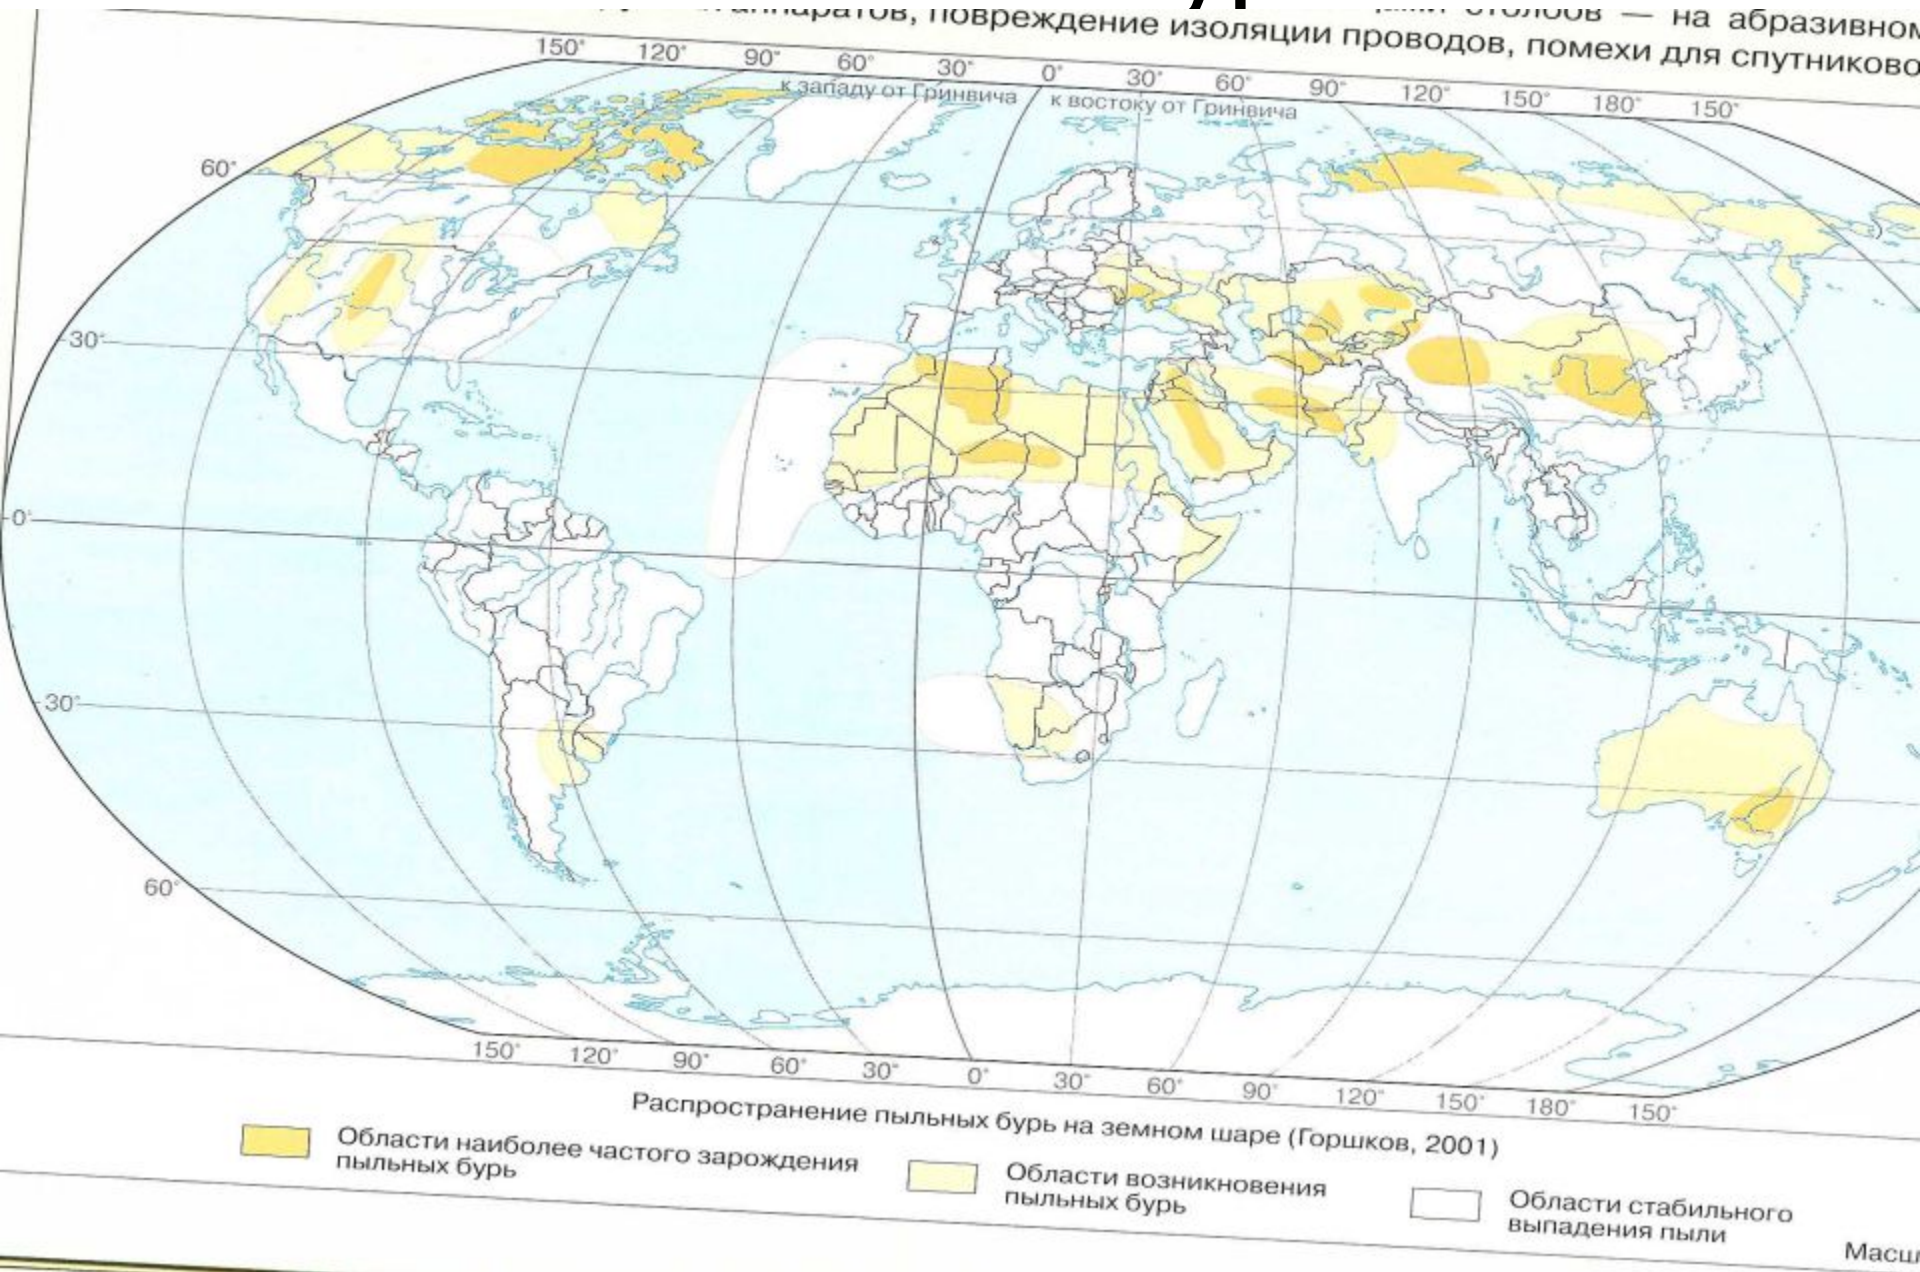 столбов — на абразивном
аппаратов, повреждение изоляции проводов, помехи для спутниково
150° 120° 90° 60° 30° 0° 30° 60° 90° 120° 150° 180° 150°
к западу от Гринвича к востоку от Гринвича
60°
30°
0°
30°
60°
150° 120° 90° 60° 30° 0° 30° 60° 90° 120° 150° 180° 150°
Распространение пыльных бурь на земном шаре (Горшков, 2001)
Области наиболее частого зарождения
пыльных бурь
Области возникновения
пыльных бурь
Области стабильного
выпадения пыли
Масш